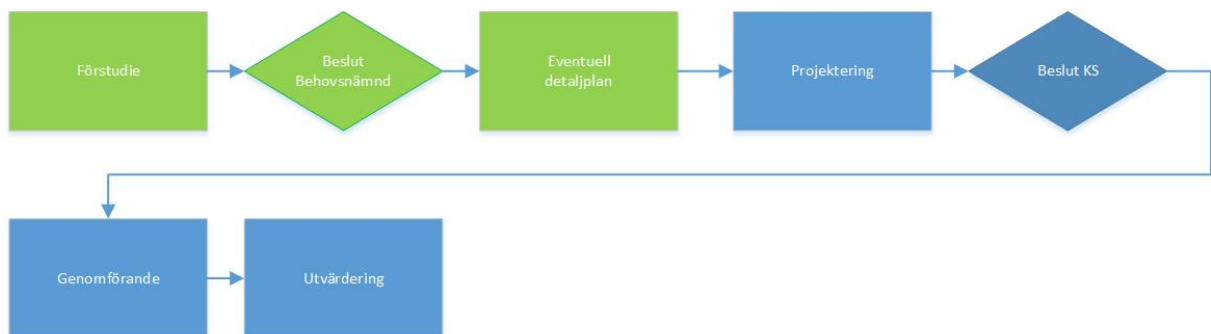 Förstudie
Beslut
Behovsnämnd
Eventuell
detaljplan
Projektering
Beslut KS
Genomförande
Utvärdering